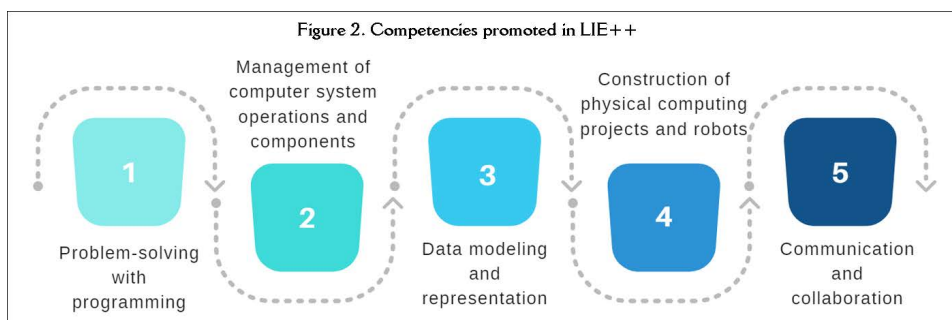 Figure 2. Competencies promoted in LIE++
1
Problem-solving
with
programming
Management of
computer system
operations and
components
2
3
Data modeling
and
representation
Construction of
physical computing
projects and robots
4
5
Communication
and
collaboration